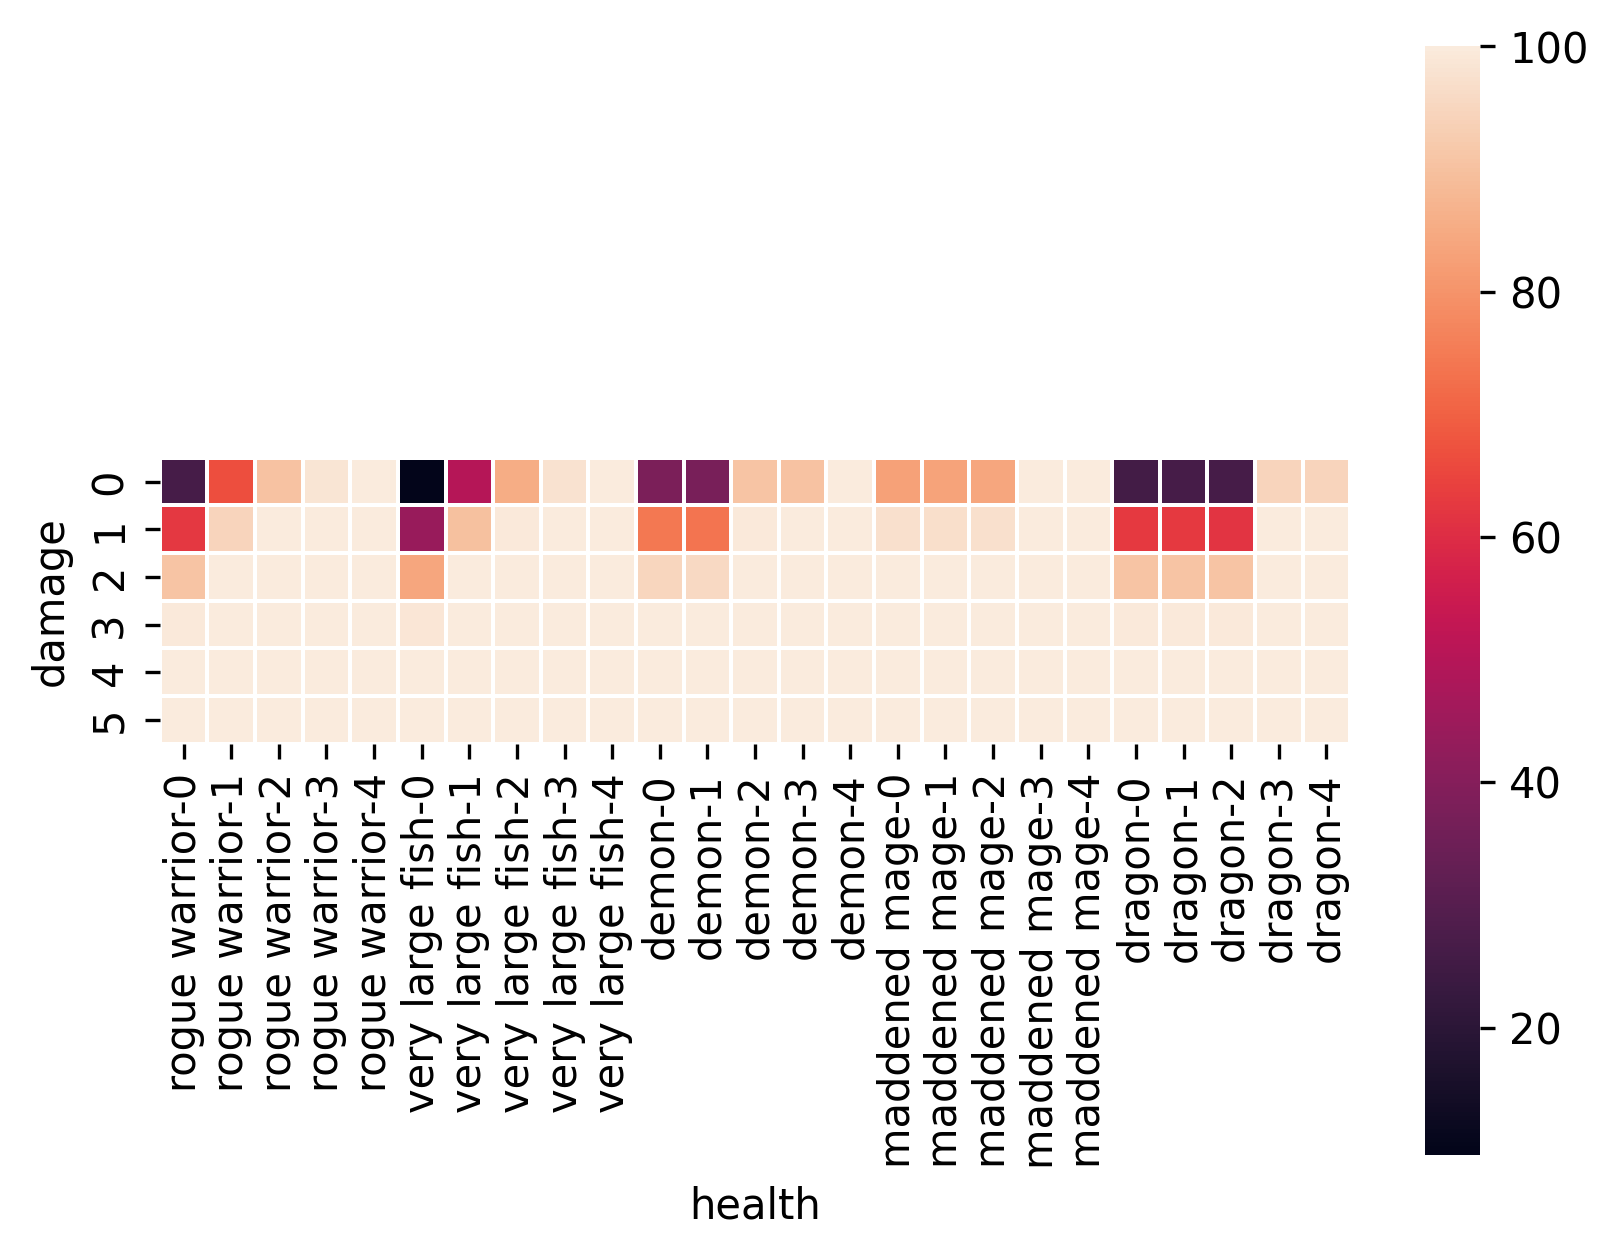 100
80
60
40
20
damage
0
1
2
3
4
5
rogue warrior-0
rogue warrior-1
rogue warrior-2
rogue warrior-3
rogue warrior-4
very large fish-0
very large fish-1
very large fish-2
very large fish-3
very large fish-4
demon-0
demon-1
demon-2
demon-3
demon-4
maddened mage-0
maddened mage-1
maddened mage-2
maddened mage-3
maddened mage-4
dragon-0
dragon-1
dragon-2
dragon-3
dragon-4
health